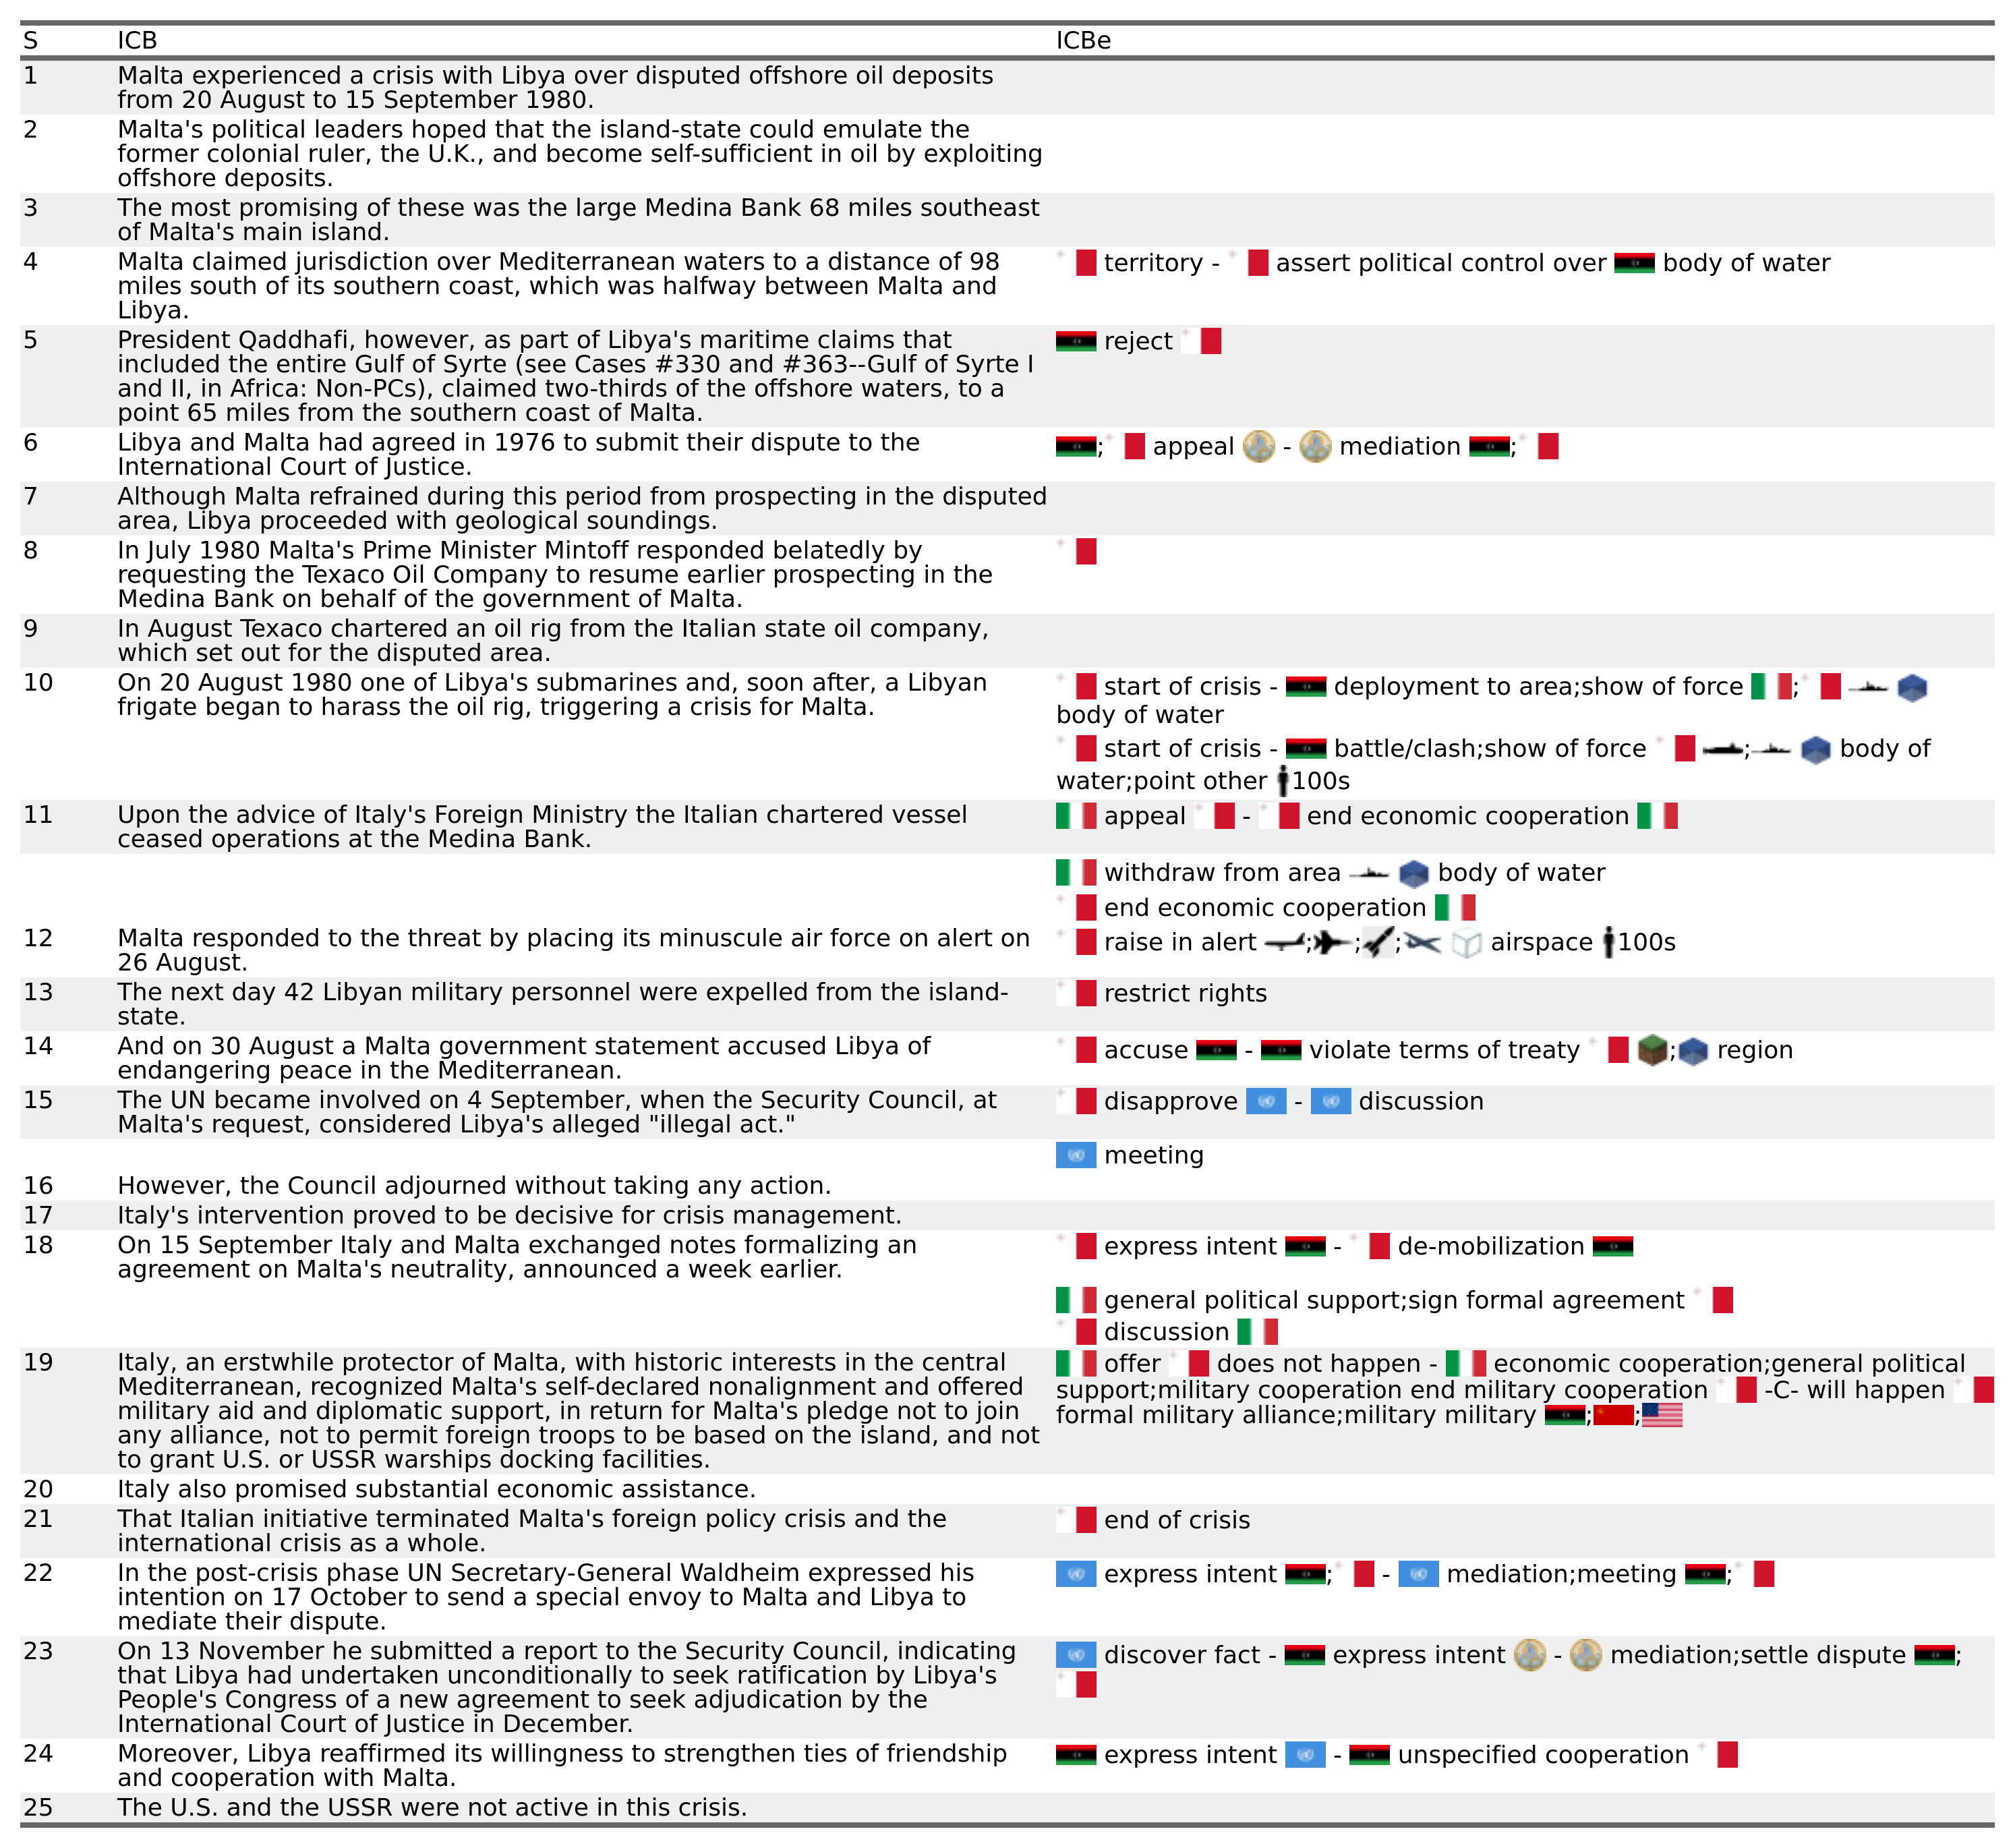 S ICB ICBe
1 Malta experienced a crisis with Libya over disputed offshore oil deposits
from 20 August to 15 September 1980.
2 Malta's political leaders hoped that the island-state could emulate the
former colonial ruler, the U.K., and become self-sufficient in oil by exploiting
offshore deposits.
3 The most promising of these was the large Medina Bank 68 miles southeast
of Malta's main island.
4 Malta claimed jurisdiction over Mediterranean waters to a distance of 98
miles south of its southern coast, which was halfway between Malta and
Libya.
territory - assert political control over body of water
5 President Qaddhafi, however, as part of Libya's maritime claims that
included the entire Gulf of Syrte (see Cases #330 and #363--Gulf of Syrte I
and II, in Africa: Non-PCs), claimed two-thirds of the offshore waters, to a
point 65 miles from the southern coast of Malta.
reject
6 Libya and Malta had agreed in 1976 to submit their dispute to the
International Court of Justice.
; appeal - mediation ;
7 Although Malta refrained during this period from prospecting in the disputed
area, Libya proceeded with geological soundings.
8 In July 1980 Malta's Prime Minister Mintoff responded belatedly by
requesting the Texaco Oil Company to resume earlier prospecting in the
Medina Bank on behalf of the government of Malta.
9 In August Texaco chartered an oil rig from the Italian state oil company,
which set out for the disputed area.
10 On 20 August 1980 one of Libya's submarines and, soon after, a Libyan
frigate began to harass the oil rig, triggering a crisis for Malta.
start of crisis - deployment to area;show of force ;
body of water
start of crisis - battle/clash;show of force ; body of
water;point other 100s
11 Upon the advice of Italy's Foreign Ministry the Italian chartered vessel
ceased operations at the Medina Bank.
appeal - end economic cooperation
withdraw from area body of water
end economic cooperation
12 Malta responded to the threat by placing its minuscule air force on alert on
26 August.
raise in alert ; ; ; airspace 100s
13 The next day 42 Libyan military personnel were expelled from the island-
state.
restrict rights
14 And on 30 August a Malta government statement accused Libya of
endangering peace in the Mediterranean.
accuse - violate terms of treaty ; region
15 The UN became involved on 4 September, when the Security Council, at
Malta's request, considered Libya's alleged "illegal act."
disapprove - discussion
meeting
16 However, the Council adjourned without taking any action.
17 Italy's intervention proved to be decisive for crisis management.
18 On 15 September Italy and Malta exchanged notes formalizing an
agreement on Malta's neutrality, announced a week earlier.
express intent - de-mobilization
general political support;sign formal agreement
discussion
19 Italy, an erstwhile protector of Malta, with historic interests in the central
Mediterranean, recognized Malta's self-declared nonalignment and offered
military aid and diplomatic support, in return for Malta's pledge not to join
any alliance, not to permit foreign troops to be based on the island, and not
to grant U.S. or USSR warships docking facilities.
offer does not happen - economic cooperation;general political
support;military cooperation end military cooperation -C- will happen
formal military alliance;military military ; ;
20 Italy also promised substantial economic assistance.
21 That Italian initiative terminated Malta's foreign policy crisis and the
international crisis as a whole.
end of crisis
22 In the post-crisis phase UN Secretary-General Waldheim expressed his
intention on 17 October to send a special envoy to Malta and Libya to
mediate their dispute.
express intent ; - mediation;meeting ;
23 On 13 November he submitted a report to the Security Council, indicating
that Libya had undertaken unconditionally to seek ratification by Libya's
People's Congress of a new agreement to seek adjudication by the
International Court of Justice in December.
discover fact - express intent - mediation;settle dispute ;
24 Moreover, Libya reaffirmed its willingness to strengthen ties of friendship
and cooperation with Malta.
express intent - unspecified cooperation
25 The U.S. and the USSR were not active in this crisis.